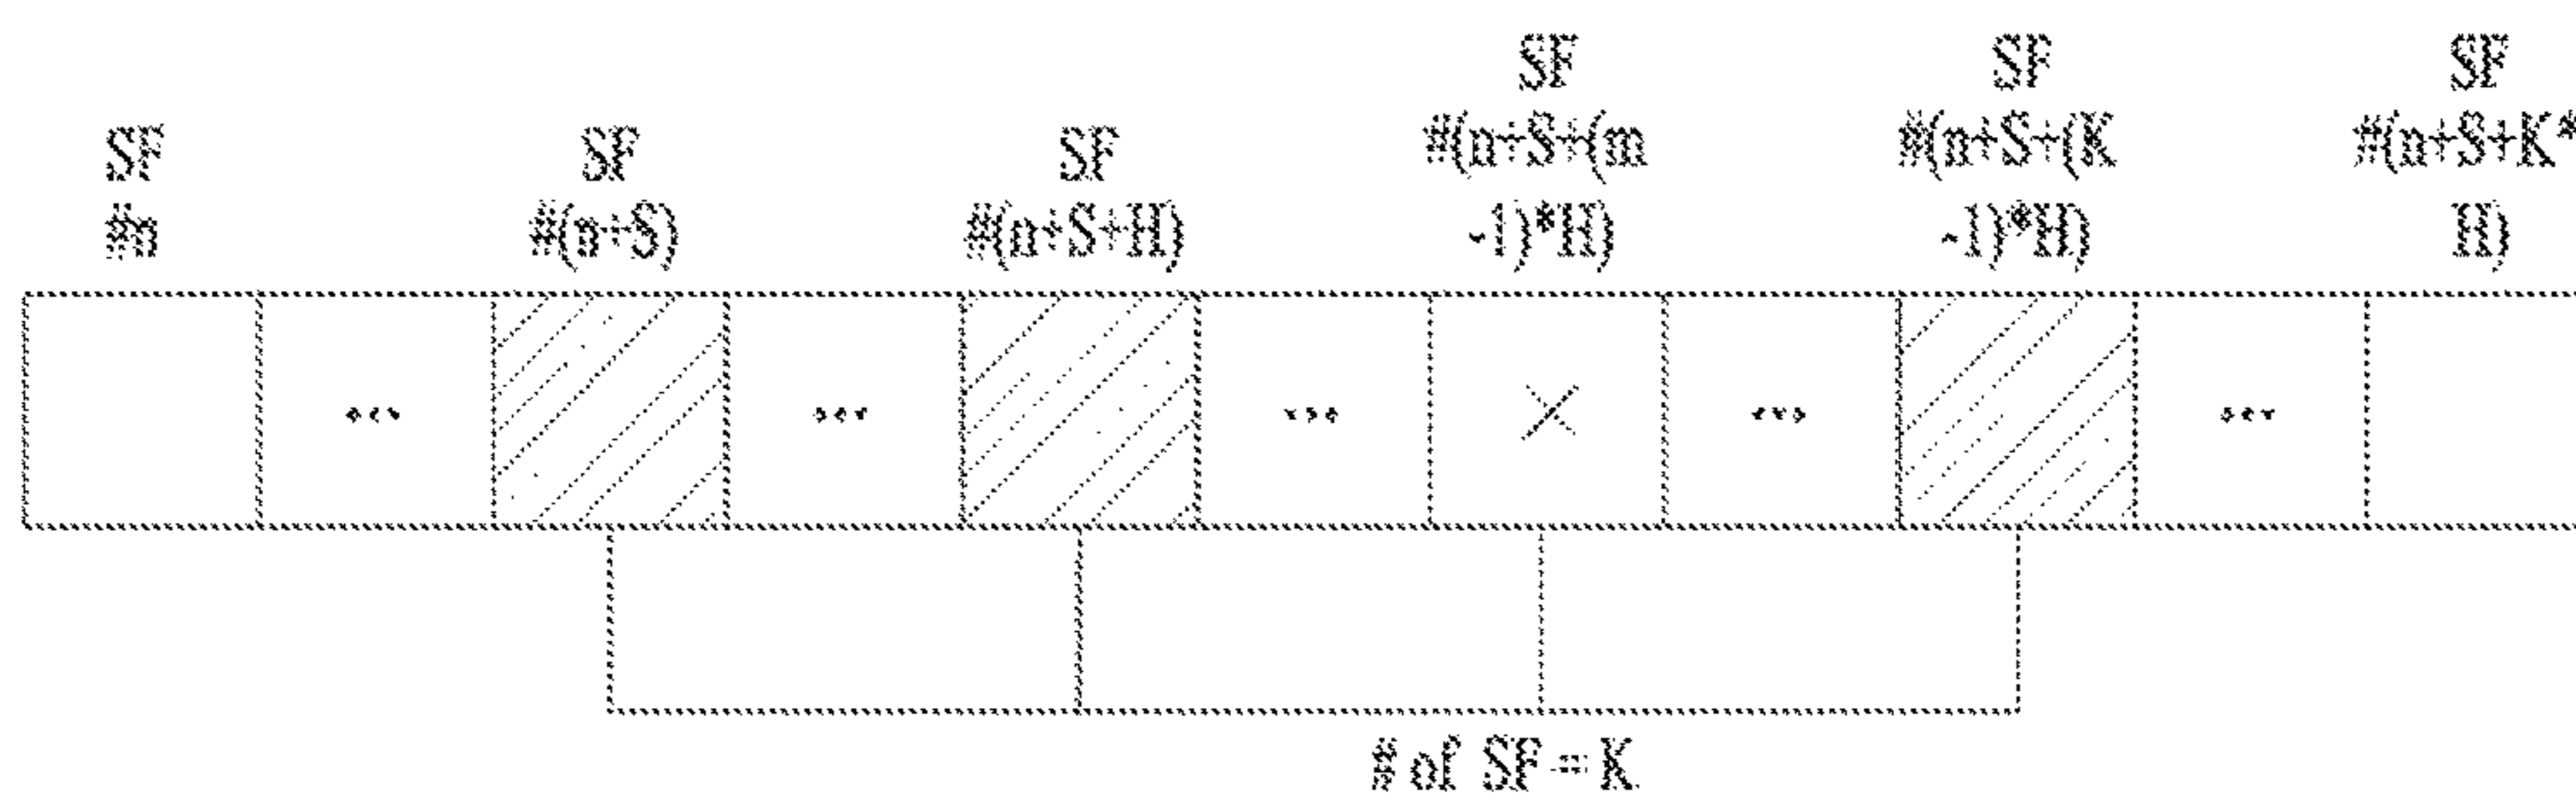 SF
#n
SF
#(n+S)
SF
#(n+S+H)
SF
#(n+S+(m
-1)*H)
SF
#(n+S+(K
-1)*H)
SF
#(n+S+K*
H)
# of SF = K